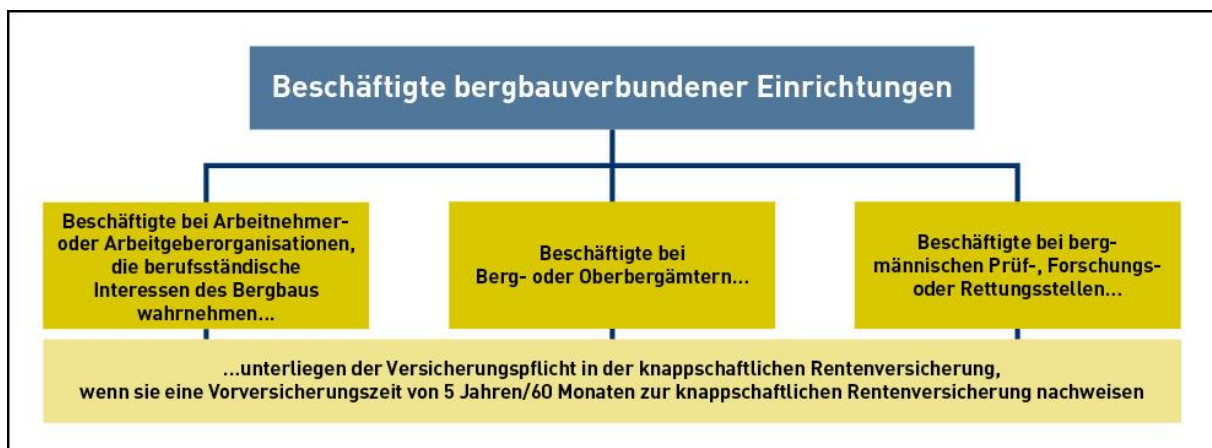 Beschäftigte bergbauverbundener Einrichtungen
Beschäftigte bei Arbeitnehmer-
oder Arbeitgeberorganisationen,
die berufsständische
Interessen des Bergbaus
wahrnehmen...
Beschäftigte bei
Berg- oder Oberbergämtern...
Beschäftigte bei berg-
männischen Prüf-, Forschungs-
oder Rettungsstellen...
...unterliegen der Versicherungspflicht in der knappschaftlichen Rentenversicherung,
wenn sie eine Vorversicherungszeit von 5 Jahren/60 Monaten zur knappschaftlichen Rentenversicherung nachweisen